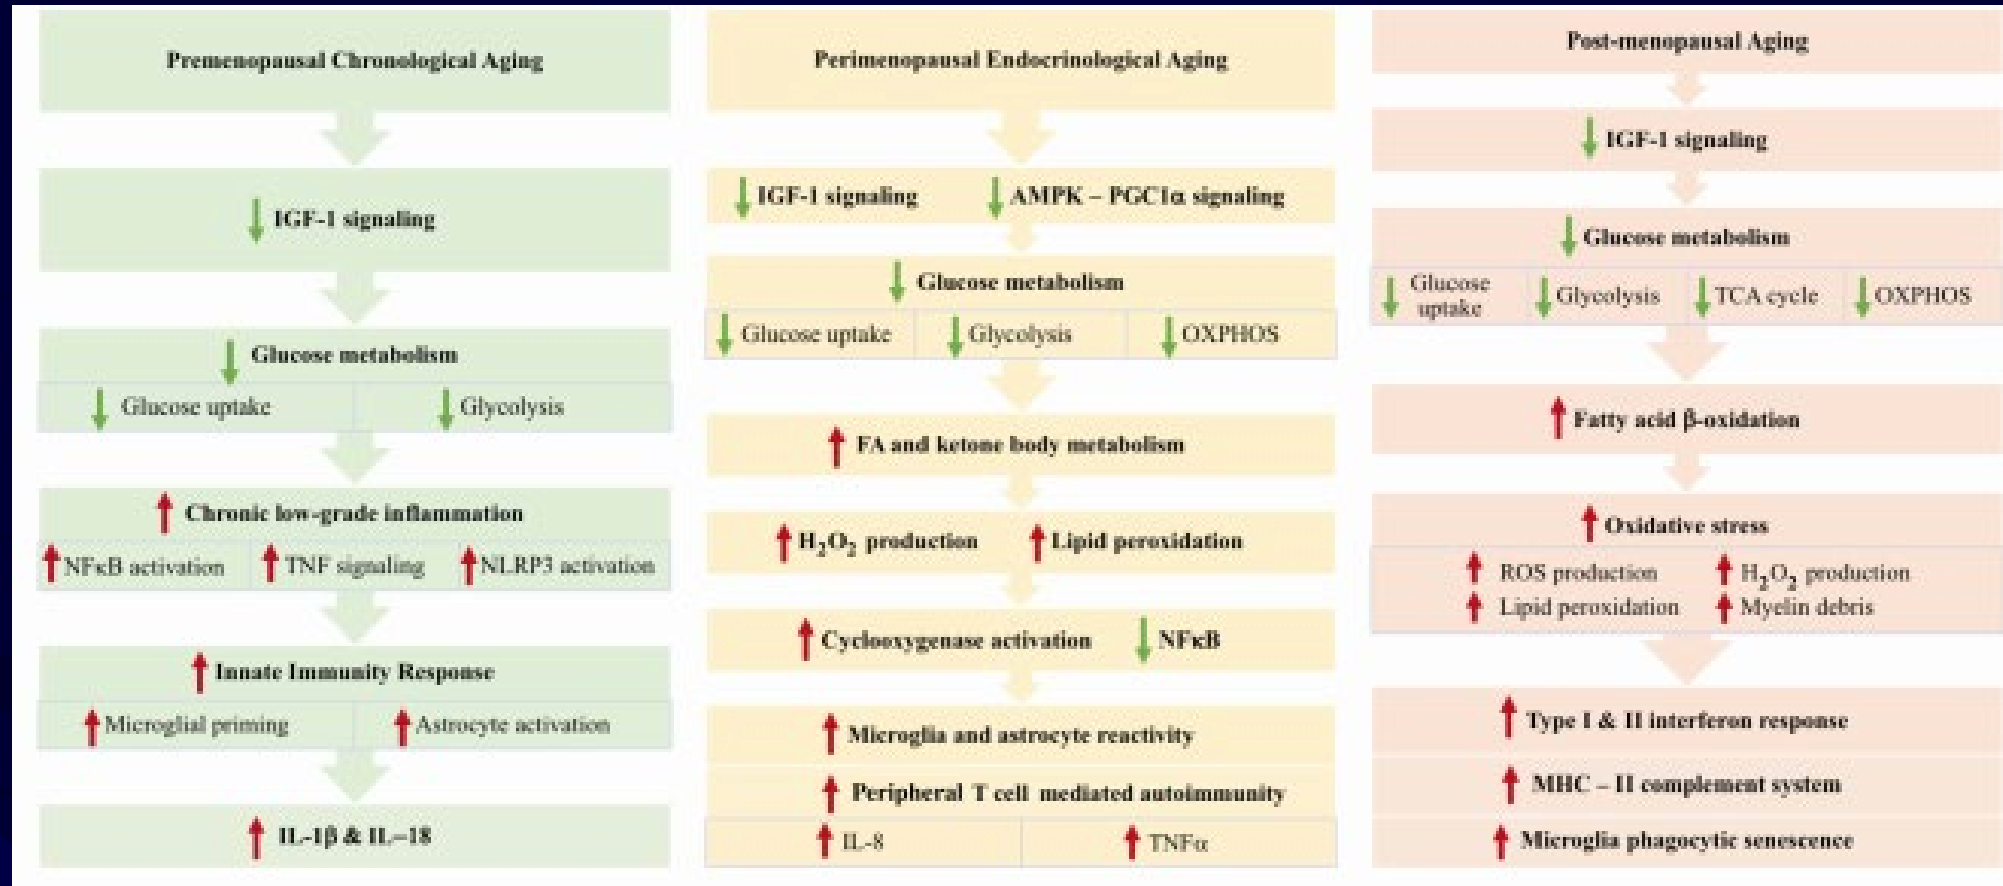 Premenopausal Chronological Aging
IGF-1 signaling
Glucose metabolism
Glucose uptake
Glycolysis
Chronic low-grade inflammation
NFκB activation
TNF signaling
NLRP3 activation
Innate Immunity Response
Microglial priming
Astrocyte activation
IL-1β & IL-18
Perimenopausal Endocrinological Aging
IGF-1 signaling
AMPK – PGC1α signaling
Glucose metabolism
Glucose uptake
Glycolysis
OXPHOS
FA and ketone body metabolism
H₂O₂ production
Lipid peroxidation
Cyclooxygenase activation
NFκB
Microglia and astrocyte reactivity
Peripheral T cell mediated autoimmunity
IL-8
TNFα
Post-menopausal Aging
IGF-1 signaling
Glucose metabolism
Glucose
uptake
Glycolysis
TCA cycle
OXPHOS
Fatty acid β-oxidation
Oxidative stress
ROS production
H₂O₂ production
Lipid peroxidation
Myelin debris
Type I & II interferon response
MHC – II complement system
Microglia phagocytic senescence